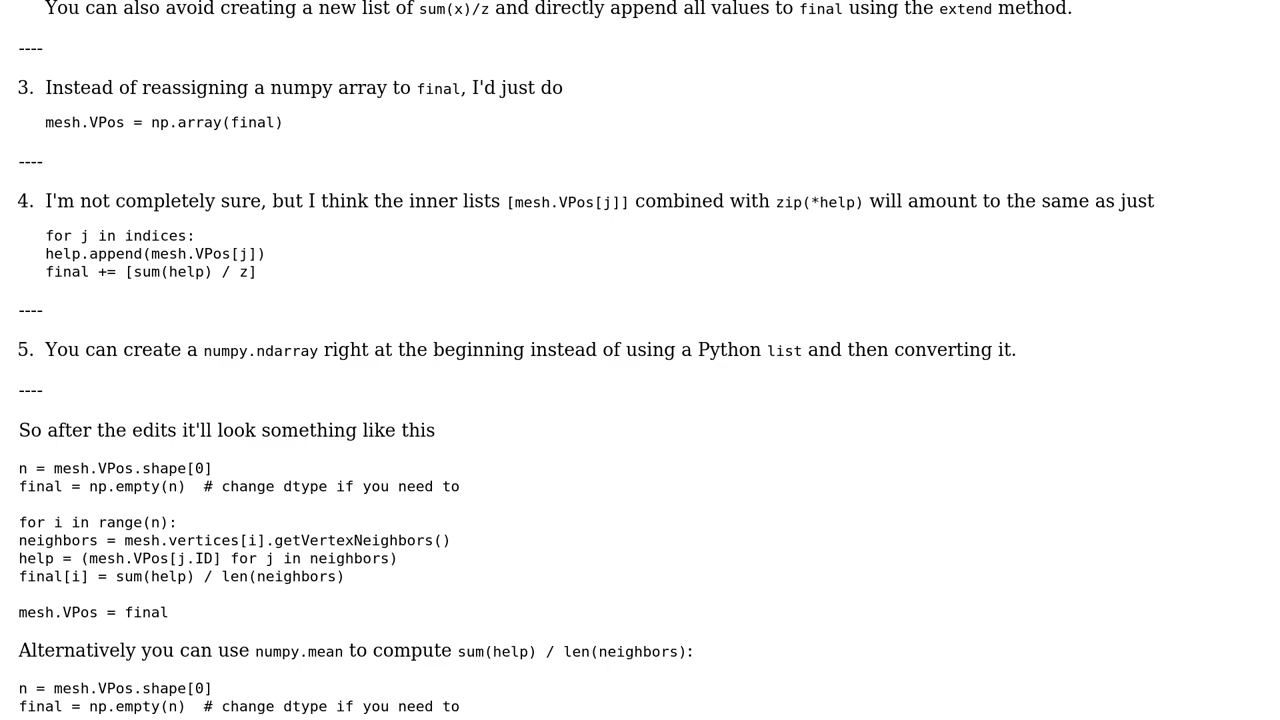 You can also avoid creating a new list of sum(x)/z and directly append all values to final using the extend method.
----
3. Instead of reassigning a numpy array to final, I'd just do
mesh.VPos = np.array(final)
----
4. I'm not completely sure, but I think the inner lists [mesh.VPos[j]] combined with zip(*help) will amount to the same as just
for j in indices:
help.append(mesh.VPos[j])
final += [sum(help) / z]
----
5. You can create a numpy.ndarray right at the beginning instead of using a Python list and then converting it.
----
So after the edits it'll look something like this
n = mesh.VPos.shape[0]
final = np.empty(n)  # change dtype if you need to
for i in range(n):
neighbors = mesh.vertices[i].getVertexNeighbors()
help = (mesh.VPos[j.ID] for j in neighbors)
final[i] = sum(help) / len(neighbors)
mesh.VPos = final
Alternatively you can use numpy.mean to compute sum(help) / len(neighbors):
n = mesh.VPos.shape[0]
final = np.empty(n)  # change dtype if you need to